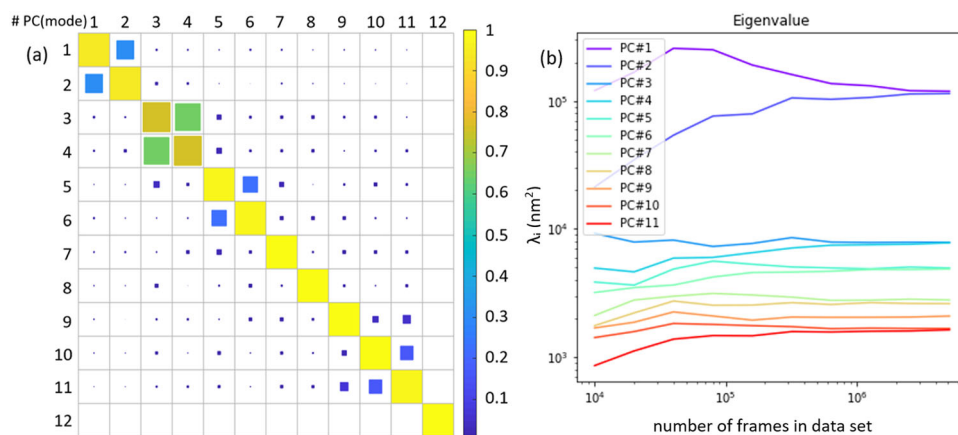 # PC(mode) 1 2 3 4 5 6 7 8 9 10 11 12
(a)
1
2
3
4
5
6
7
8
9
10
11
12
1
0.9
0.8
0.7
0.6
0.5
0.4
0.3
0.2
0.1
Eigenvalue
(b)
PC#1
PC#2
PC#3
PC#4
PC#5
PC#6
PC#7
PC#8
PC#9
PC#10
PC#11
λᵢ (nm²)
10⁵
10⁴
10³
10⁴ 10⁵ 10⁶
number of frames in data set